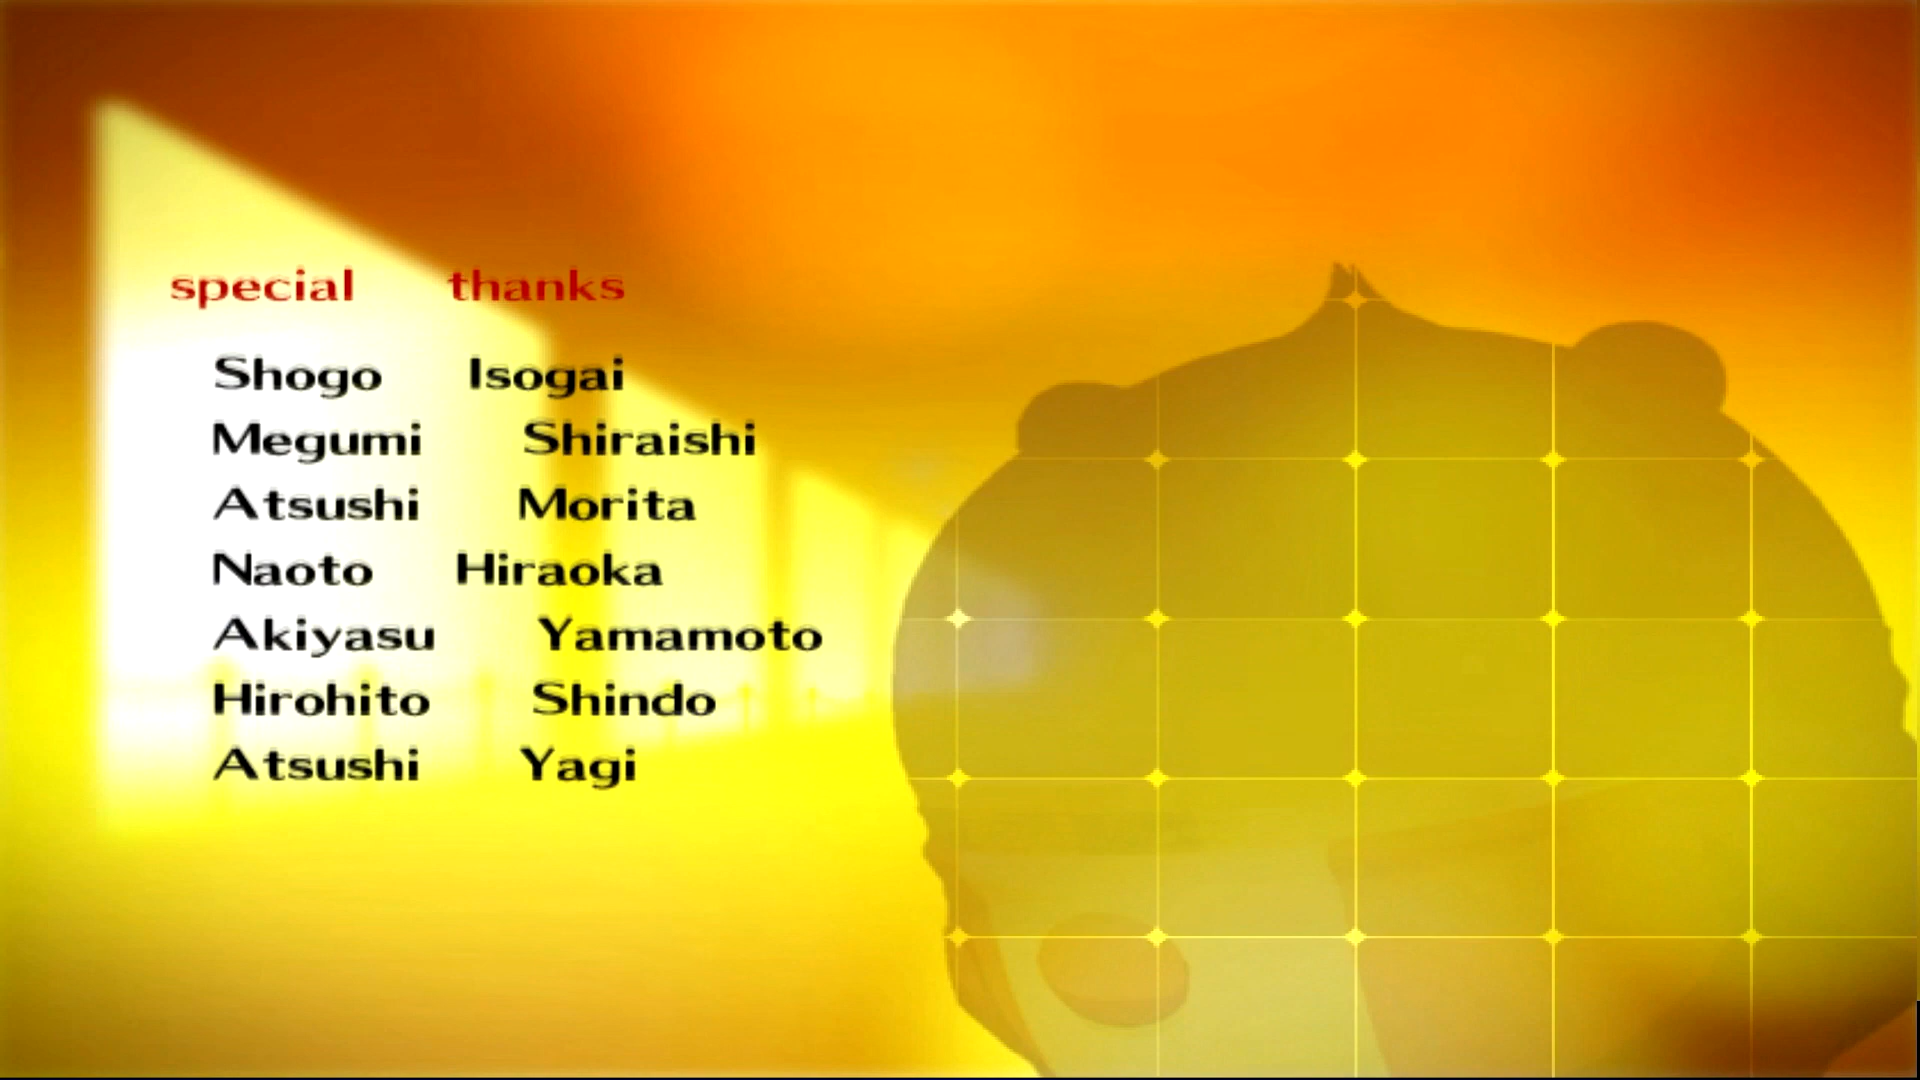 special thanks
Shogo Isogai
Megumi Shiraishi
Atsushi Morita
Naoto Hiraoka
Akiyasu Yamamoto
Hirohito Shindo
Atsushi Yagi